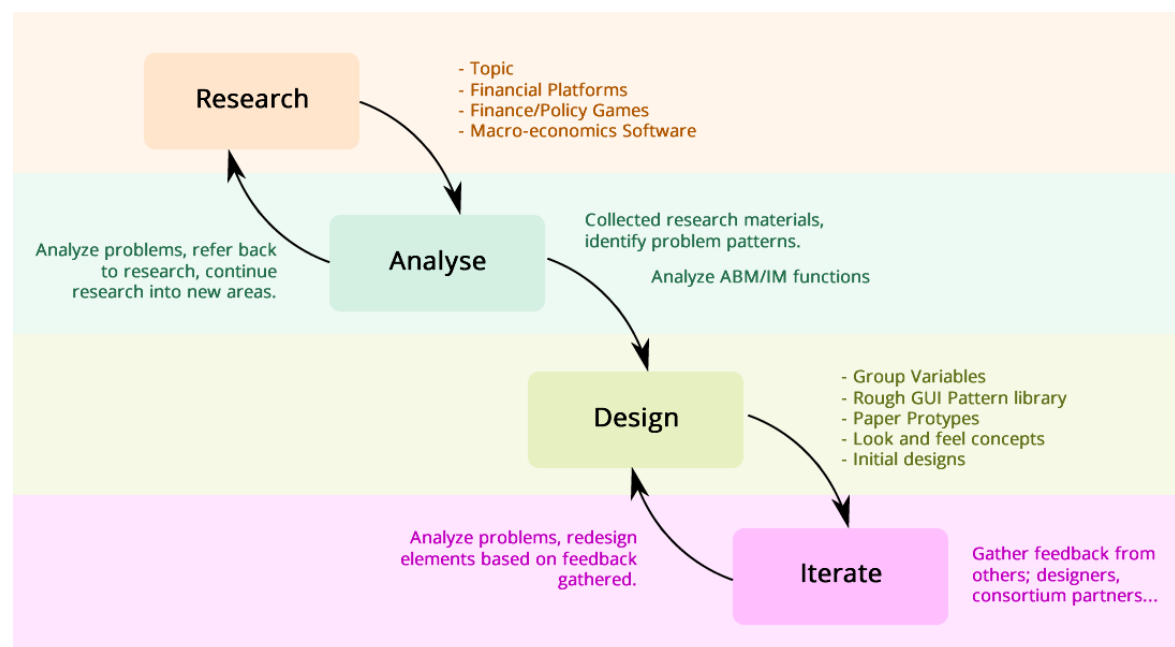 Research
- Topic
- Financial Platforms
- Finance/Policy Games
- Macro-economics Software
Analyse
Collected research materials,
identify problem patterns.
Analyze ABM/IM functions
Analyze problems, refer back
to research, continue
research into new areas.
Design
- Group Variables
- Rough GUI Pattern library
- Paper Protypes
- Look and feel concepts
- Initial designs
Analyze problems, redesign
elements based on feedback
gathered.
Iterate
Gather feedback from
others; designers,
consortium partners...